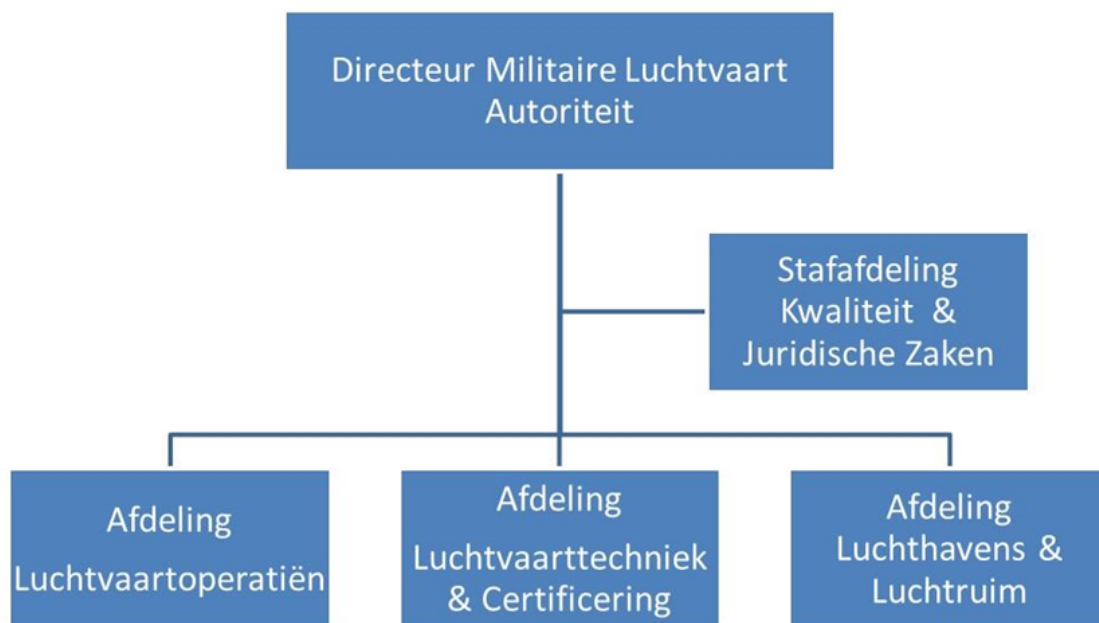 Directeur Militaire Luchtvaart
Autoriteit
Stafafdeling
Kwaliteit &
Juridische Zaken
Afdeling
Luchtvaartoperatiën
Afdeling
Luchtvaarttechniek
& Certificering
Afdeling
Luchthavens &
Luchtruim